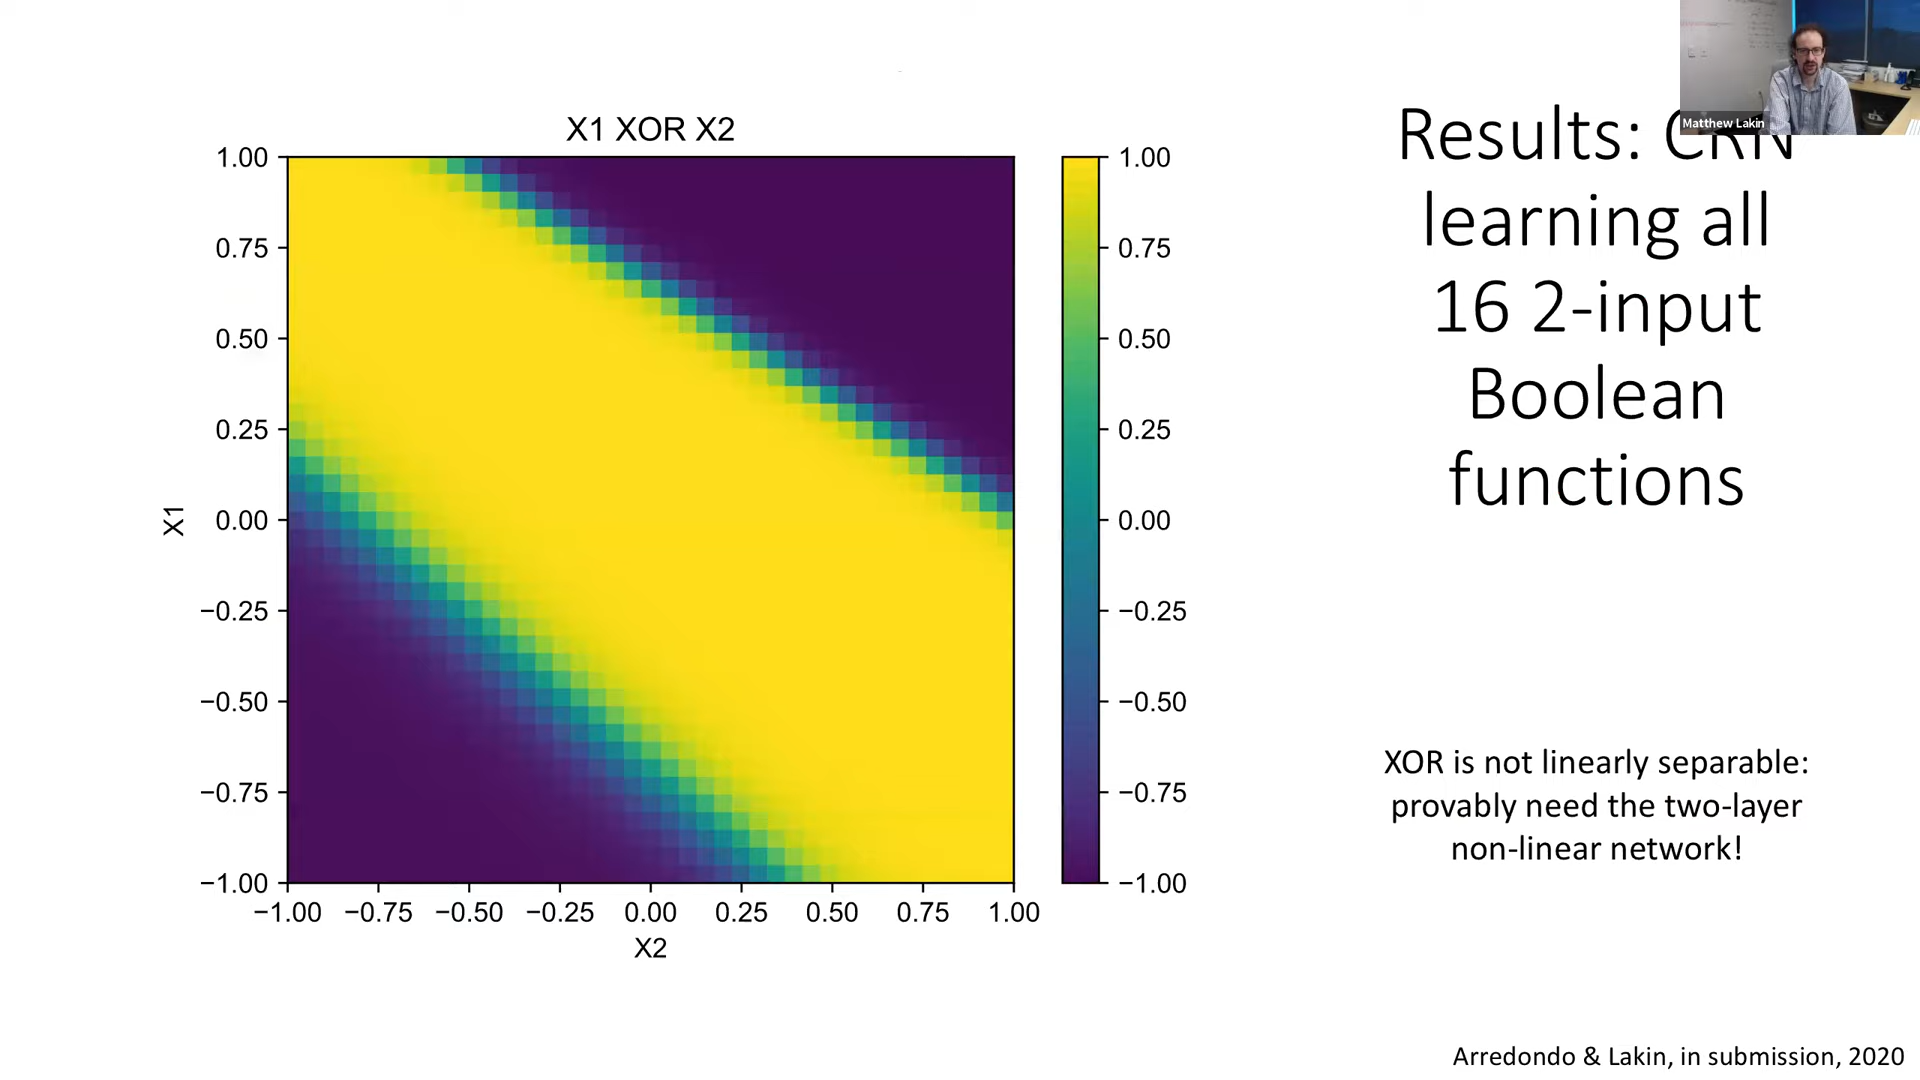 Matthew Lakin
X1 XOR X2
1.00
0.75
0.50
0.25
0.00
−0.25
−0.50
−0.75
−1.00
X1
−1.00 −0.75 −0.50 −0.25 0.00 0.25 0.50 0.75 1.00
X2
1.00
0.75
0.50
0.25
0.00
−0.25
−0.50
−0.75
−1.00
Results: CRN
learning all
16 2-input
Boolean
functions
XOR is not linearly separable:
provably need the two-layer
non-linear network!
Arredondo & Lakin, in submission, 2020